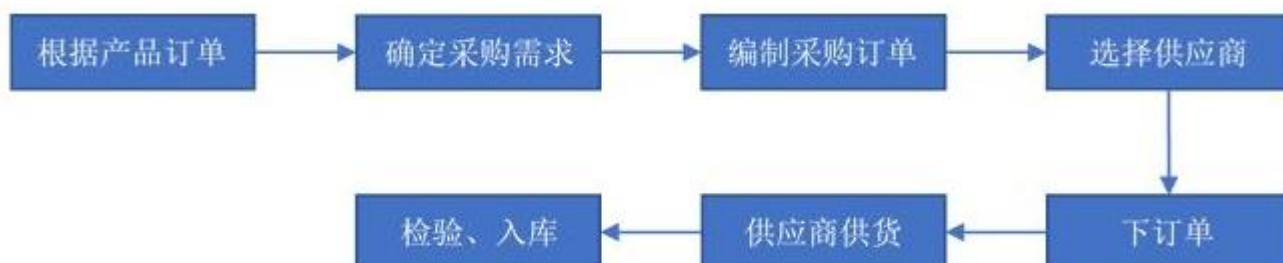 根据产品订单
确定采购需求
编制采购订单
选择供应商
下订单
供应商供货
检验、入库